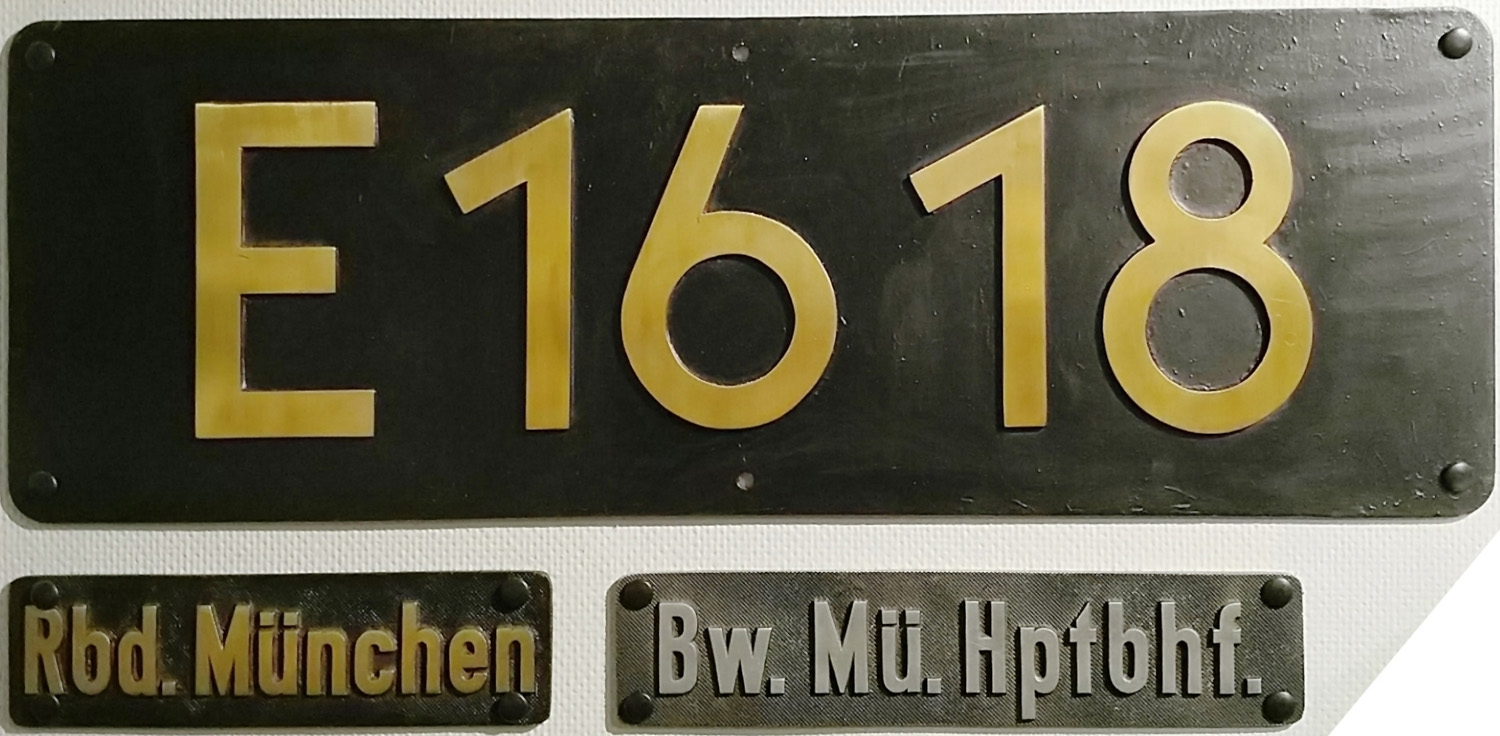 E 16 18
Rbd. München
Bw. Mü. Hptbhf.